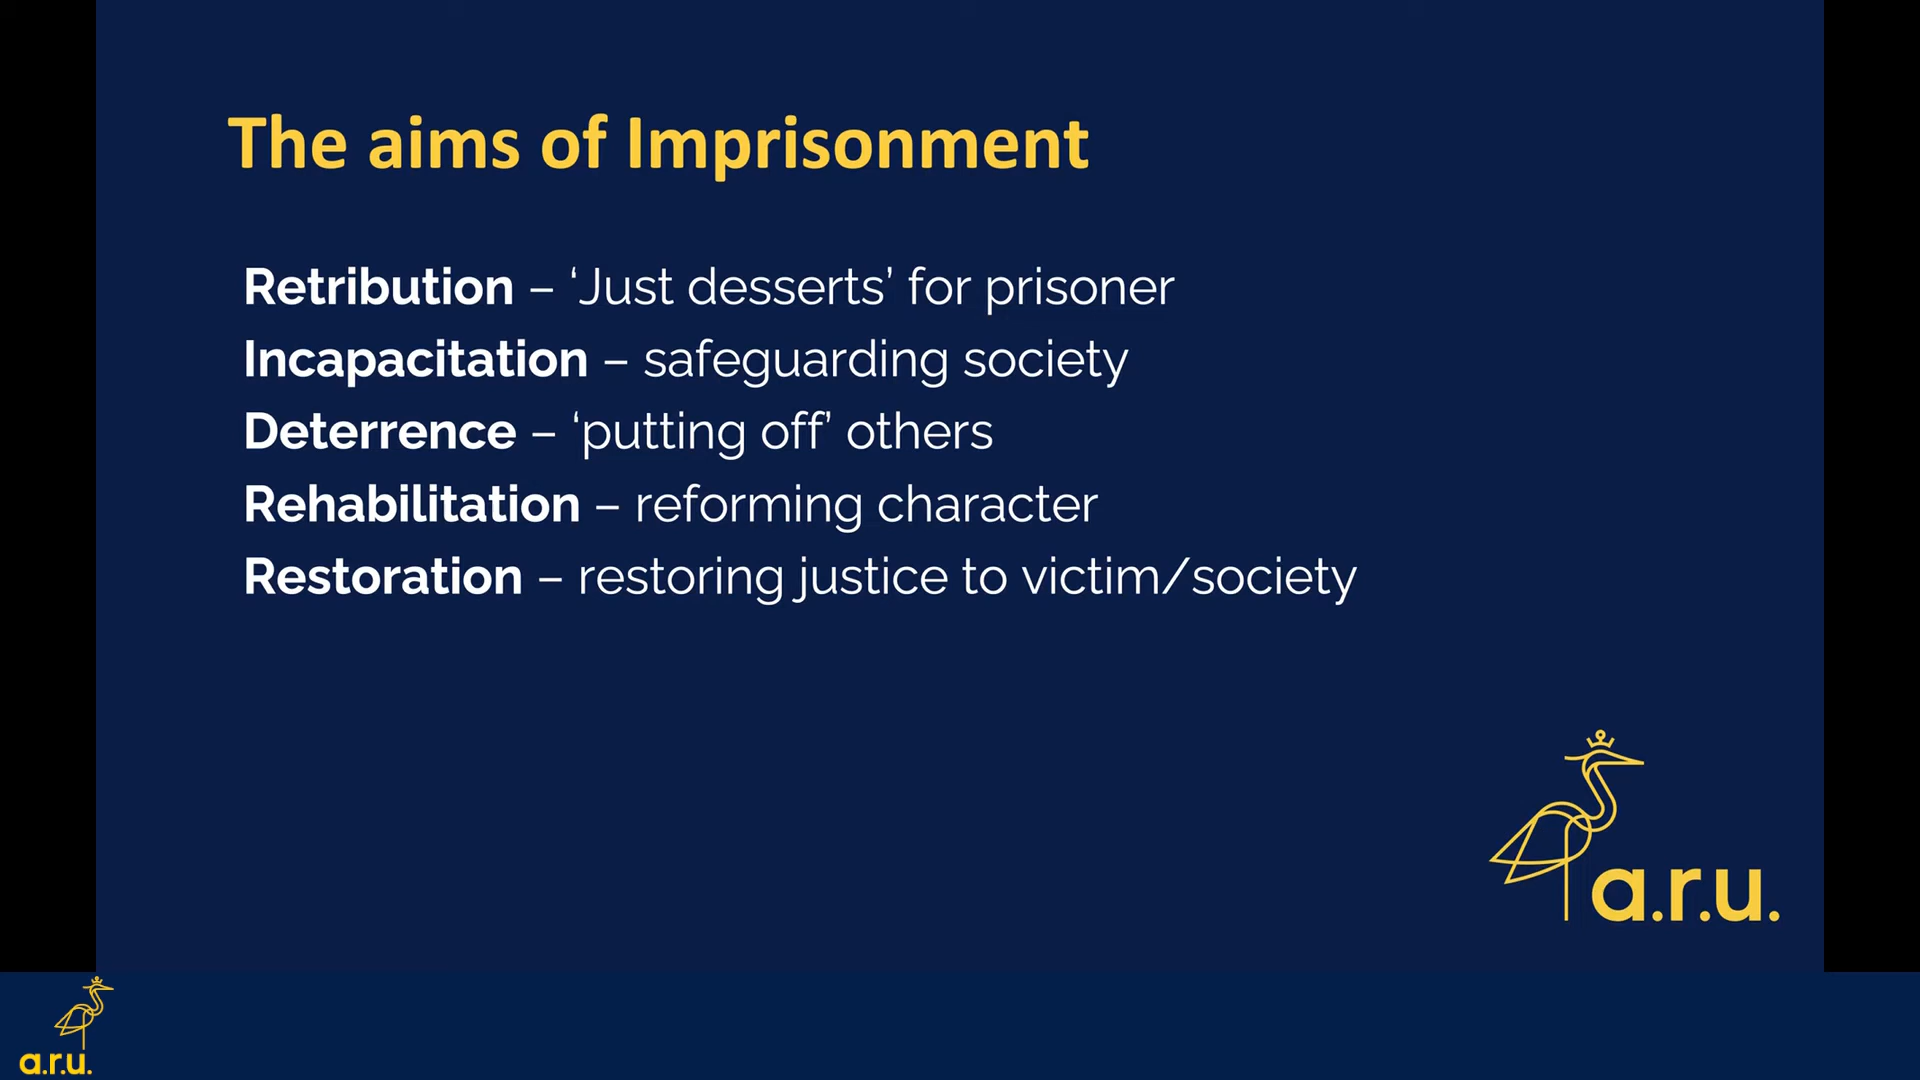 The aims of Imprisonment
Retribution – ‘Just desserts’ for prisoner
Incapacitation – safeguarding society
Deterrence – ‘putting off’ others
Rehabilitation – reforming character
Restoration – restoring justice to victim/society
a.r.u.
a.r.u.